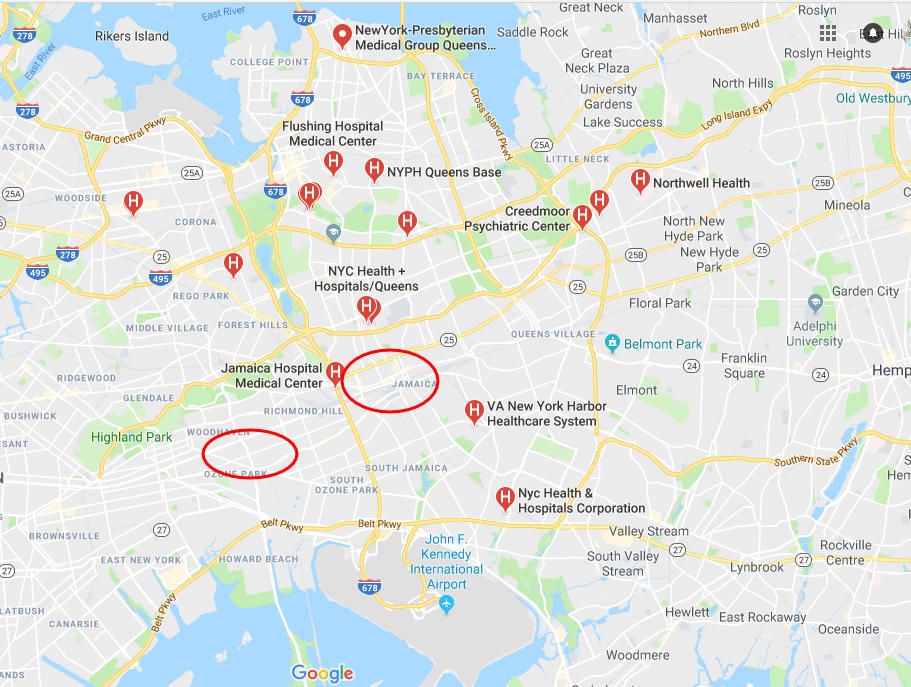 East River
678
Great Neck
Roslyn
Manhasset
278
Rikers Island
NewYork-Presbyterian
Medical Group Queens...
Saddle Rock
Northern Blvd
East River
COLLEGE POINT
Great
Neck Plaza
Roslyn Heights
BAY TERRACE
495
North Hills
678
University
Gardens
Old Westbury
278
Cross Island Pkwy
Long Island Expy
Grand Central Pkwy
Flushing Hospital
Medical Center
Lake Success
ASTORIA
25A
LITTLE NECK
25A
NYPH Queens Base
Northwell Health
25B
678
25A
WOODSIDE
Mineola
CORONA
Creedmoor
Psychiatric Center
North New
Hyde Park
278
25
25B
New Hyde
Park
25
495
495
NYC Health +
Hospitals/Queens
25
Garden City
REGO PARK
Floral Park
MIDDLE VILLAGE
FOREST HILLS
Adelphi
University
25
QUEENS VILLAGE
Belmont Park
Franklin
Square
24
Jamaica Hospital
Medical Center
24
Hemp
RIDGEWOOD
JAMAICA
Elmont
GLENDALE
VA New York Harbor
Healthcare System
RICHMOND HILL
BUSHWICK
Highland Park
WOODHAVEN
Southern State Pkwy
SOUTH JAMAICA
OZONE PARK
SOUTH
OZONE PARK
Nyc Health &
Hospitals Corporation
27
Belt Pkwy
Belt Pkwy
Valley Stream
BROWNSVILLE
John F.
Kennedy
International
Airport
27
Rockville
Centre
EAST NEW YORK
HOWARD BEACH
South Valley
Stream
27
Lynbrook
27
678
Belt Pkwy
Hewlett
East Rockaway
CANARSIE
Oceanside
Woodmere
Google